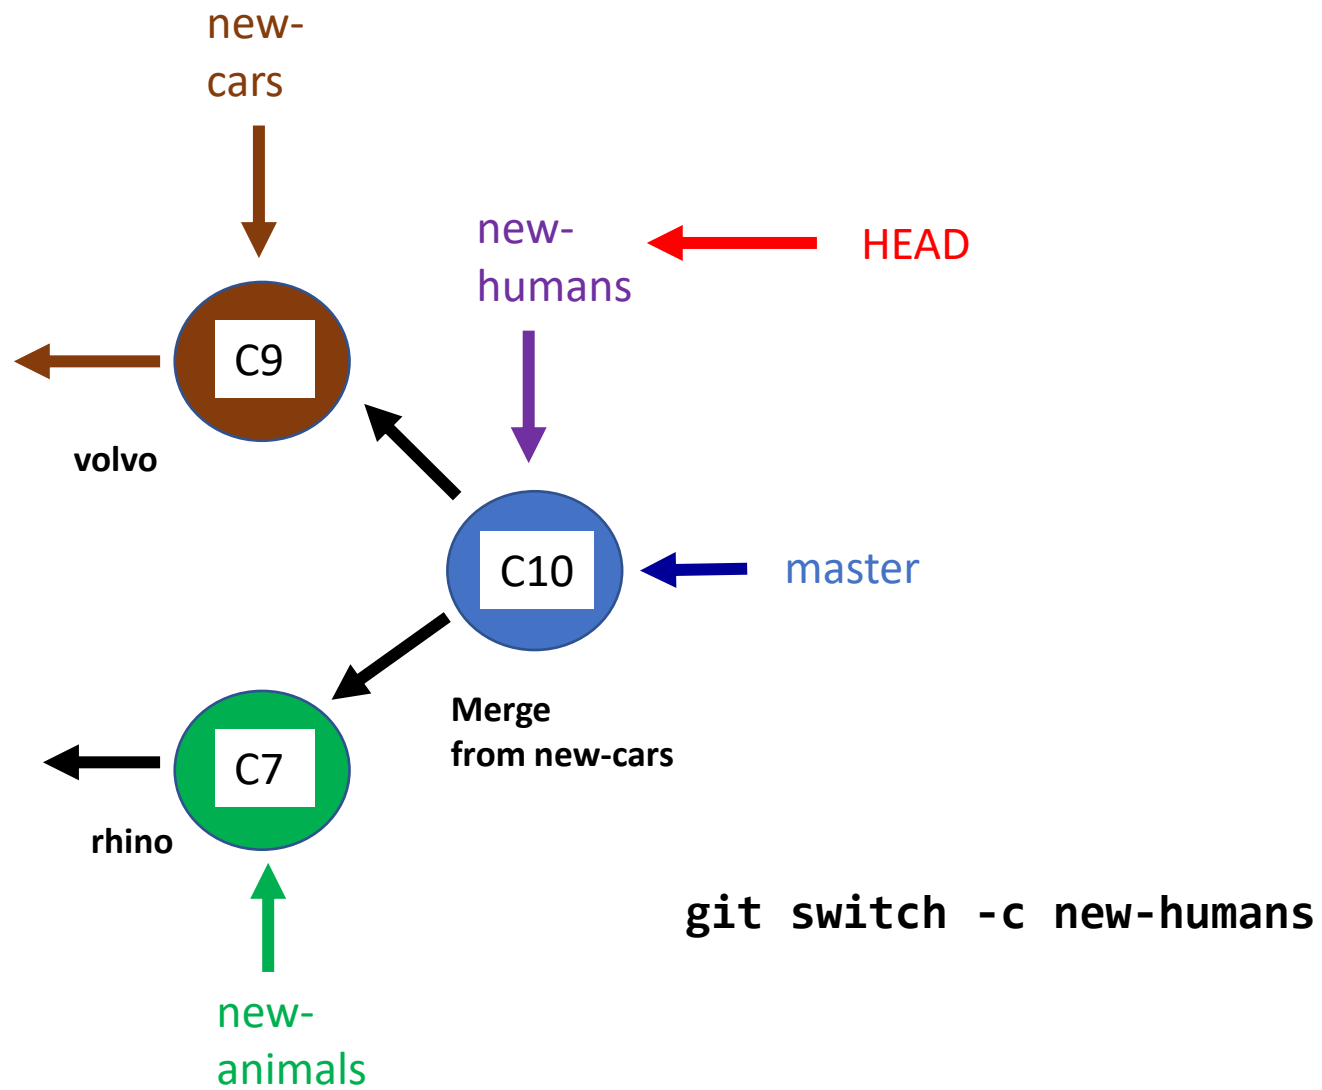 new-
cars
new-
humans
HEAD
C9
volvo
C10
master
Merge
from new-cars
C7
rhino
git switch -c new-humans
new-
animals